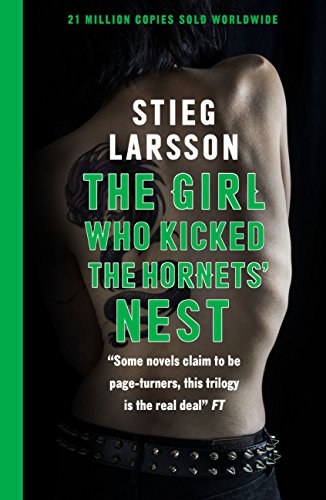 21 MILLION COPIES SOLD WORLDWIDE
STIEG
LARSSON
THE GIRL
WHO KICKED
THE HORNETS'
NEST
“Some novels claim to be
page-turners, this trilogy
is the real deal” FT